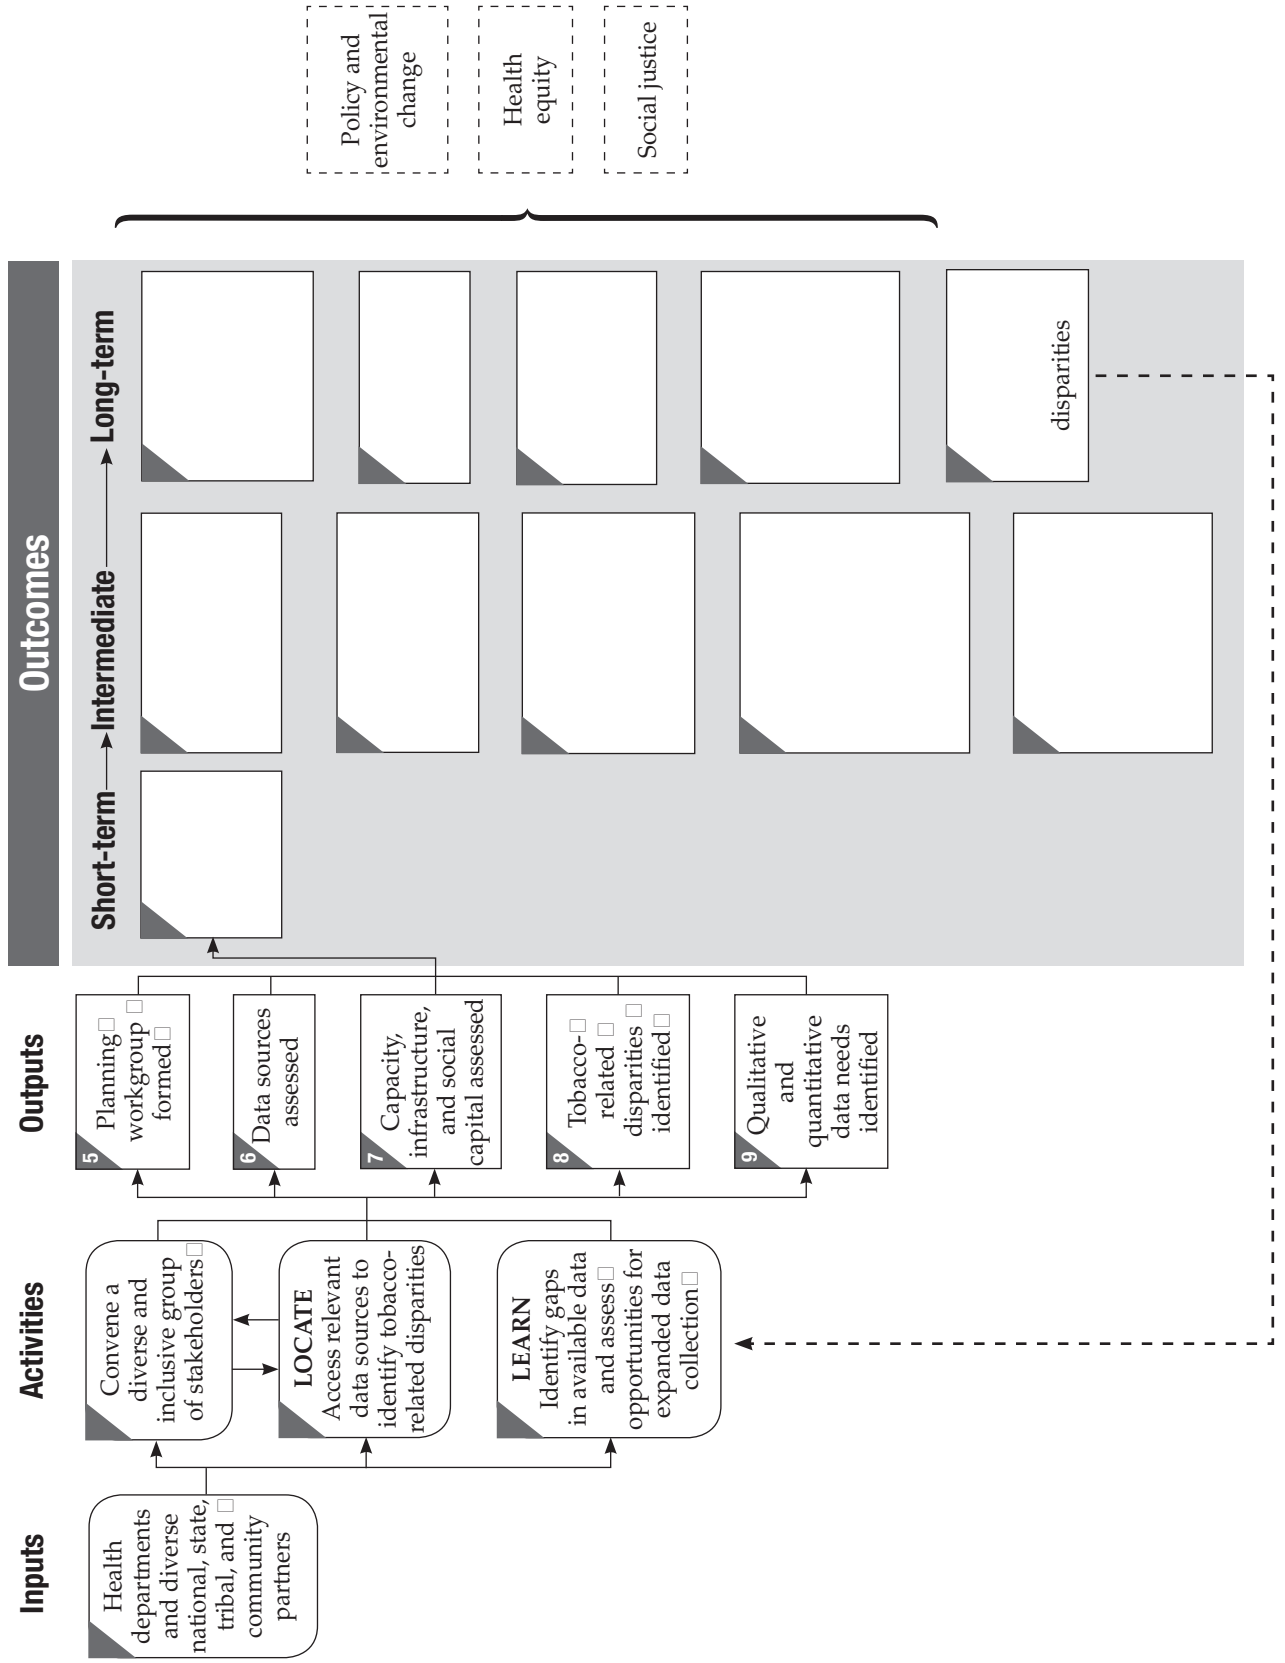 Inputs
Activities
Outputs
Outcomes
Short-term
Intermediate
Long-term
Health
departments
and diverse
national, state,
tribal, and
community
partners
Convene a
diverse and
inclusive group
of stakeholders
LOCATE
Access relevant
data sources to
identify tobacco-
related disparities
LEARN
Identify gaps
in available data
and assess
opportunities for
expanded data
collection
5
Planning
workgroup
formed
6
Data sources
assessed
7
Capacity,
infrastructure,
and social
capital assessed
8
Tobacco-
related
disparities
identified
9
Qualitative
and
quantitative
data needs
identified
disparities
Policy and
environmental
change
Health
equity
Social justice